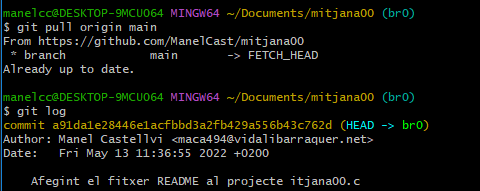 manelcc@DESKTOP-9MCUO64 MINGW64 ~/Documents/mitjana00 (br0)
$ git pull origin main
From https://github.com/ManelCast/mitjana00
 * branch            main       -> FETCH_HEAD
Already up to date.

manelcc@DESKTOP-9MCUO64 MINGW64 ~/Documents/mitjana00 (br0)
$ git log
commit a91da1e28446e1acfbbd3a2fb429a556b43c762d (HEAD -> br0)
Author: Manel Castellvi <maca494@vidalibarraquer.net>
Date:   Fri May 13 11:36:55 2022 +0200

    Afegint el fitxer README al projecte itjana00.c